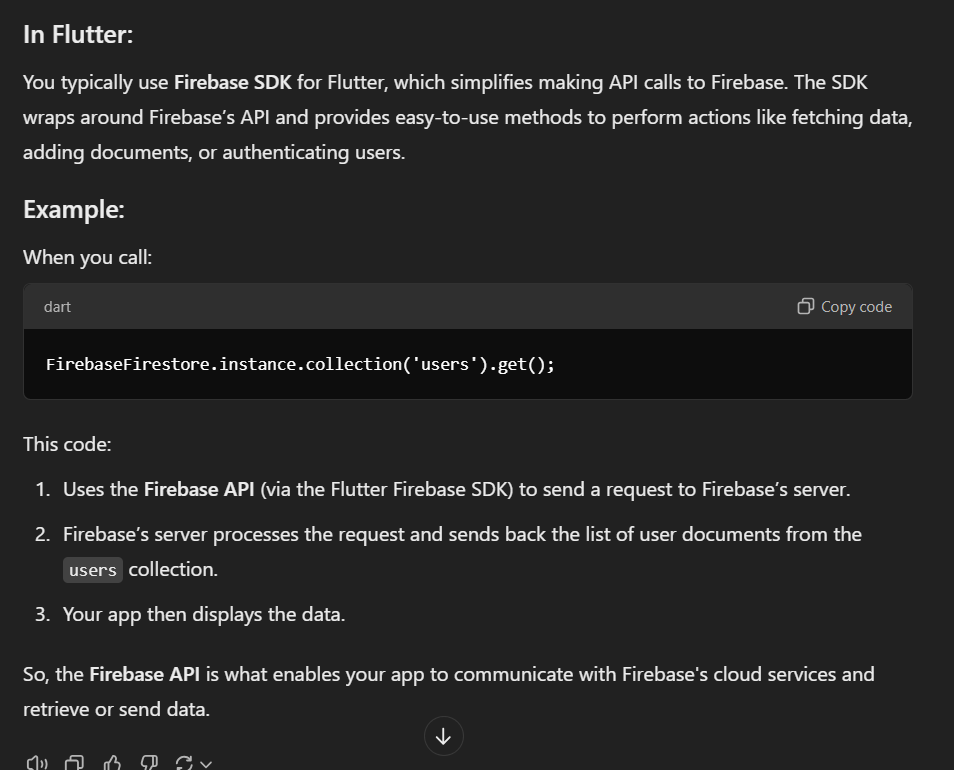 In Flutter:
You typically use Firebase SDK for Flutter, which simplifies making API calls to Firebase. The SDK
wraps around Firebase’s API and provides easy-to-use methods to perform actions like fetching data,
adding documents, or authenticating users.
Example:
When you call:
dart Copy code
FirebaseFirestore.instance.collection('users').get();
This code:
1. Uses the Firebase API (via the Flutter Firebase SDK) to send a request to Firebase’s server.
2. Firebase’s server processes the request and sends back the list of user documents from the
users collection.
3. Your app then displays the data.
So, the Firebase API is what enables your app to communicate with Firebase's cloud services and
retrieve or send data.